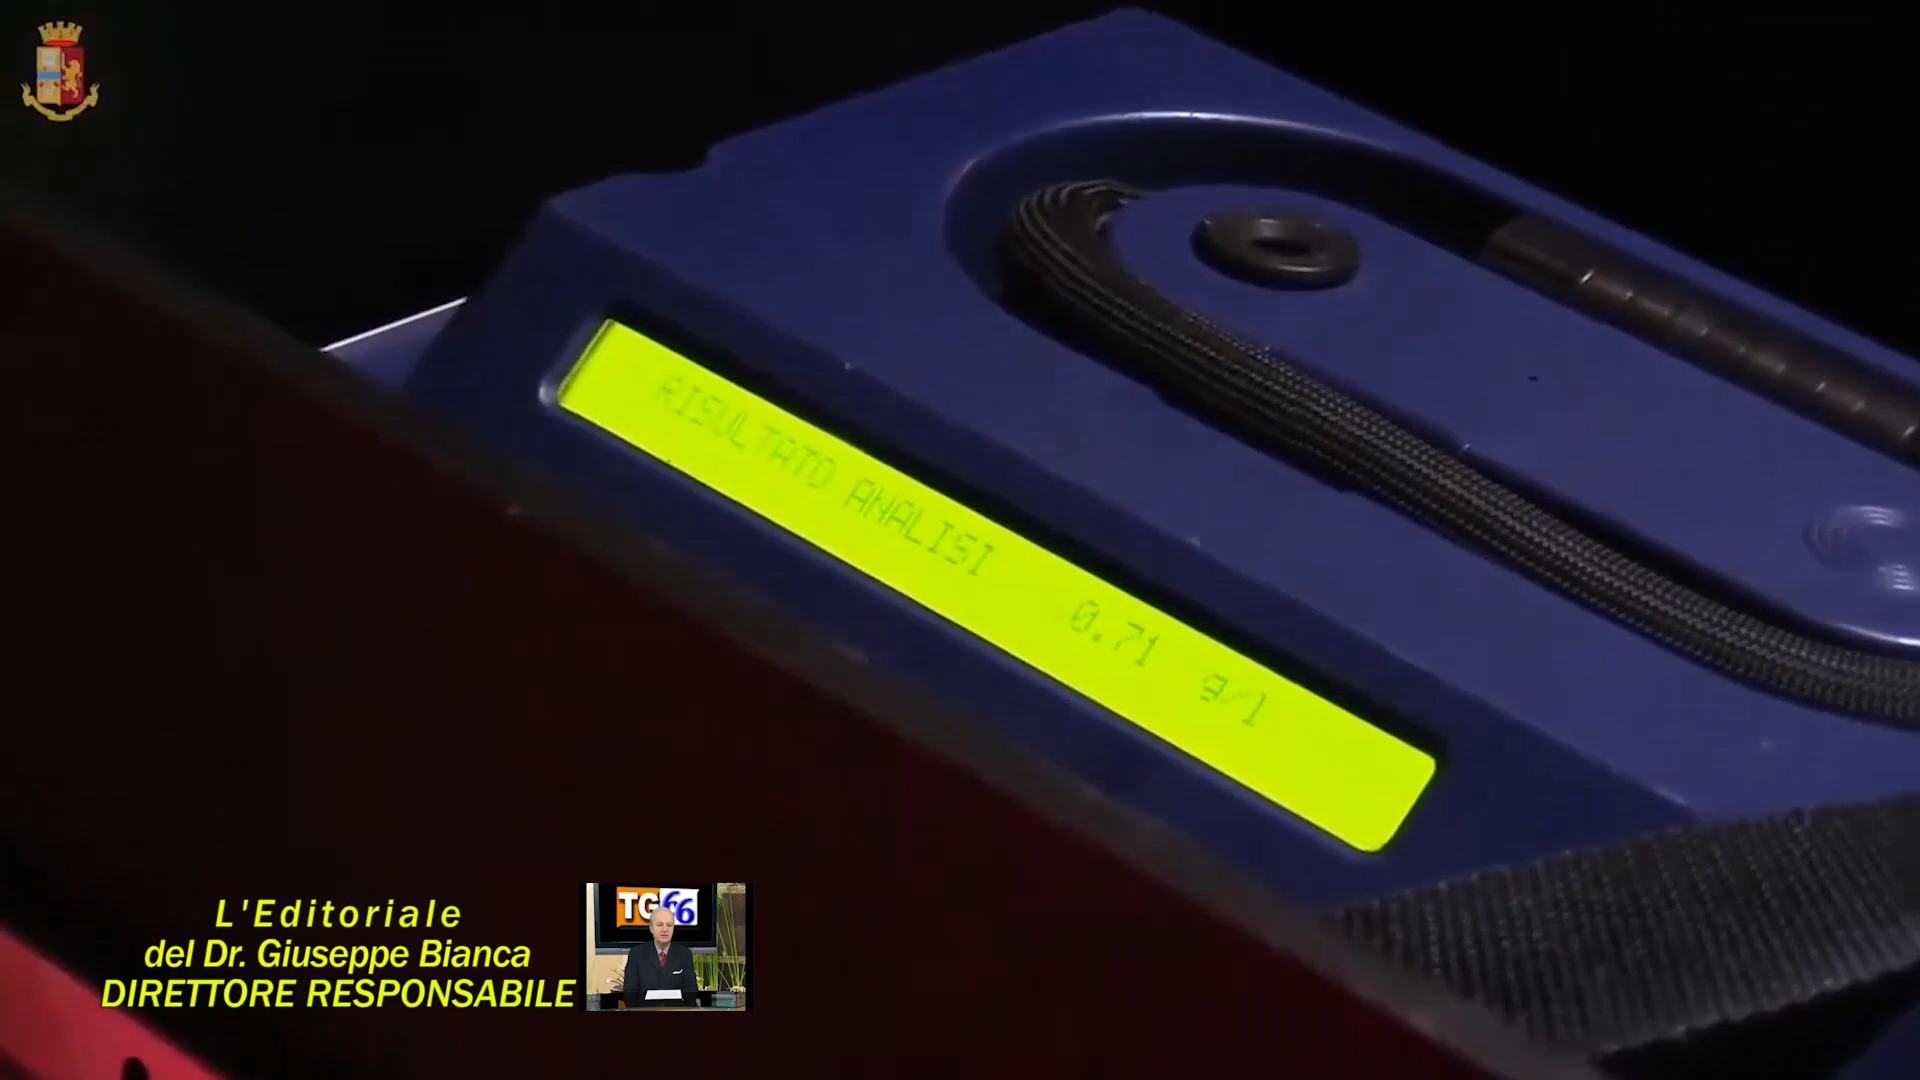 RISULTATO ANALISI 0.71 g/l
L'Editoriale
del Dr. Giuseppe Bianca
DIRETTORE RESPONSABILE
TG66